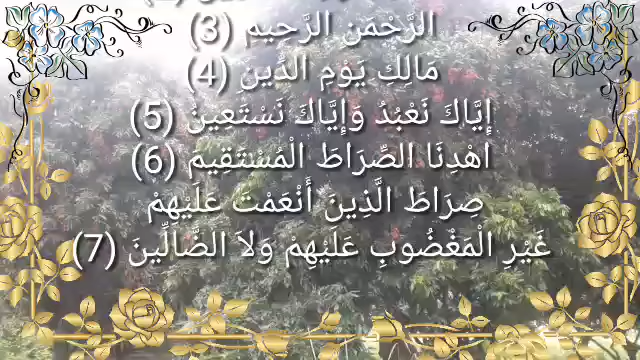 الرَّحْمَنِ الرَّحِيمِ (3)
مَالِكِ يَوْمِ الدِّينِ (4)
إِيَّاكَ نَعْبُدُ وَإِيَّاكَ نَسْتَعِينَ (5)
اهْدِنَا الصِّرَاطَ الْمُسْتَقِيمَ (6)
صِرَاطَ الَّذِينَ أَنْعَمْتَ عَلَيْهِمْ
غَيْرِ الْمَغْضُوبِ عَلَيْهِمْ وَلاَ الضَّالِّينَ (7)